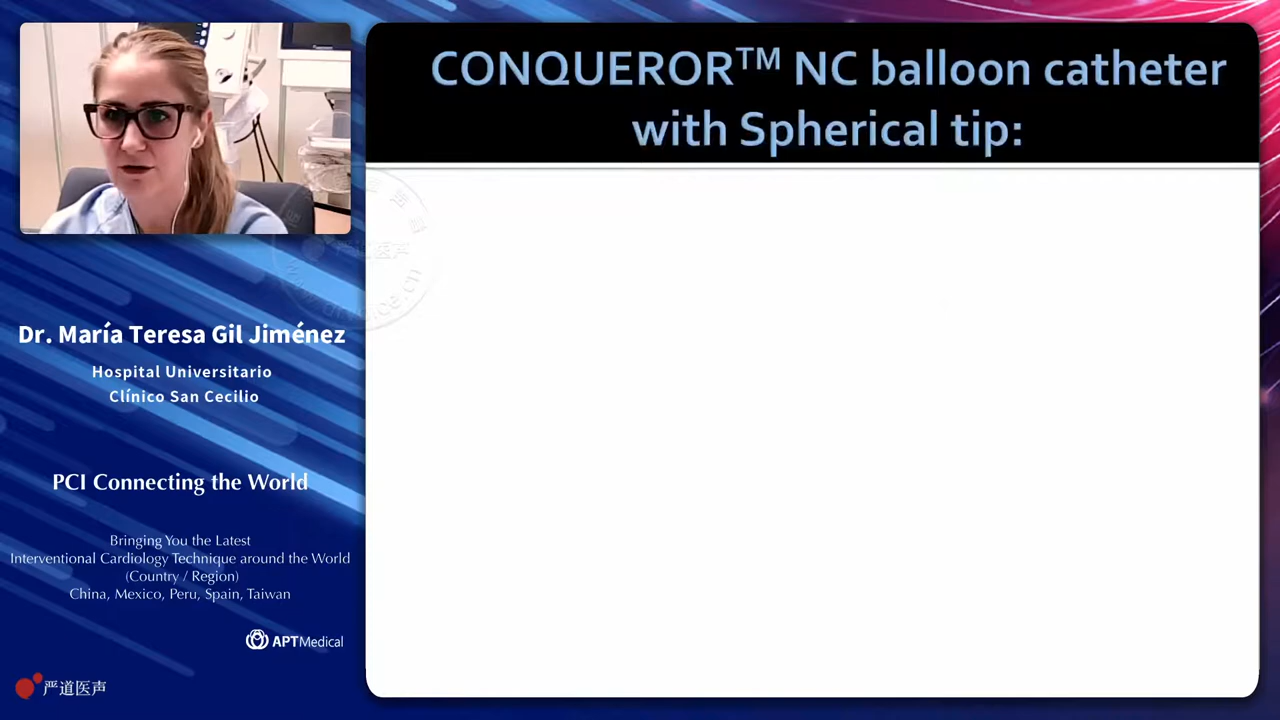 CONQUEROR™ NC balloon catheter
with Spherical tip:
Dr. María Teresa Gil Jiménez
Hospital Universitario
Clínico San Cecilio
PCI Connecting the World
Bringing You the Latest
Interventional Cardiology Technique around the World
(Country / Region)
China, Mexico, Peru, Spain, Taiwan
APTMedical
严道医声